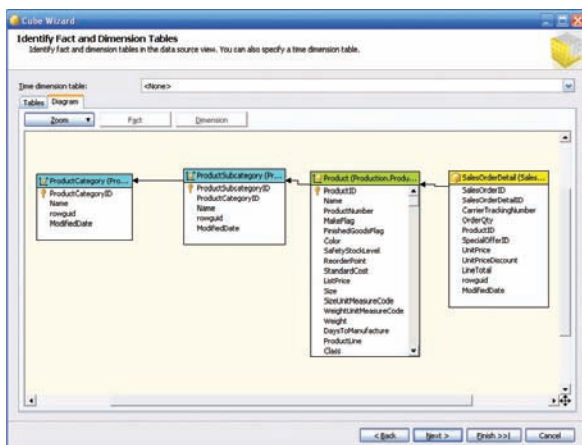 Cube Wizard
Identify Fact and Dimension Tables
Identify fact and dimension tables in the data source view. You can also specify a time dimension table.
Time dimension table:
<None>
Tables
Diagram
Zoom
Fact
Dimension
ProductCategory (Pro...
ProductCategoryID
Name
rowguid
ModifiedDate
ProductSubcategory (Pr...
ProductSubcategoryID
ProductCategoryID
Name
rowguid
ModifiedDate
Product (Production.Produ...
ProductID
Name
ProductNumber
MakeFlag
FinishedGoodsFlag
Color
SafetyStockLevel
ReorderPoint
StandardCost
ListPrice
Size
SizeUnitMeasureCode
WeightUnitMeasureCode
Weight
DaysToManufacture
ProductLine
Class
SalesOrderDetail (Sales...
SalesOrderID
SalesOrderDetailID
CarrierTrackingNumber
OrderQty
ProductID
SpecialOfferID
UnitPrice
UnitPriceDiscount
LineTotal
rowguid
ModifiedDate
< Back
Next >
Finish >>|
Cancel